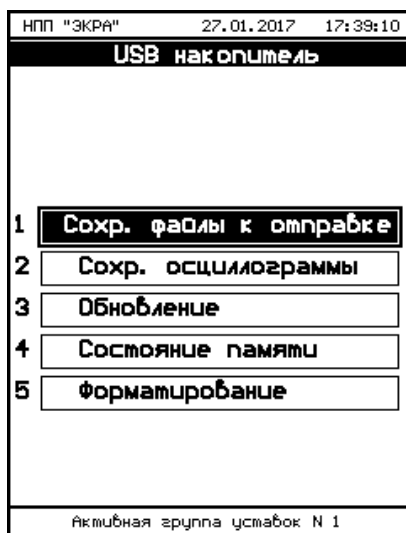 НПП "ЭКРА" 27.01.2017 17:39:10
USB накопитель
1 Сохр. файлы к отправке
2 Сохр. осциллограммы
3 Обновление
4 Состояние памяти
5 Форматирование
Активная группа уставок N 1